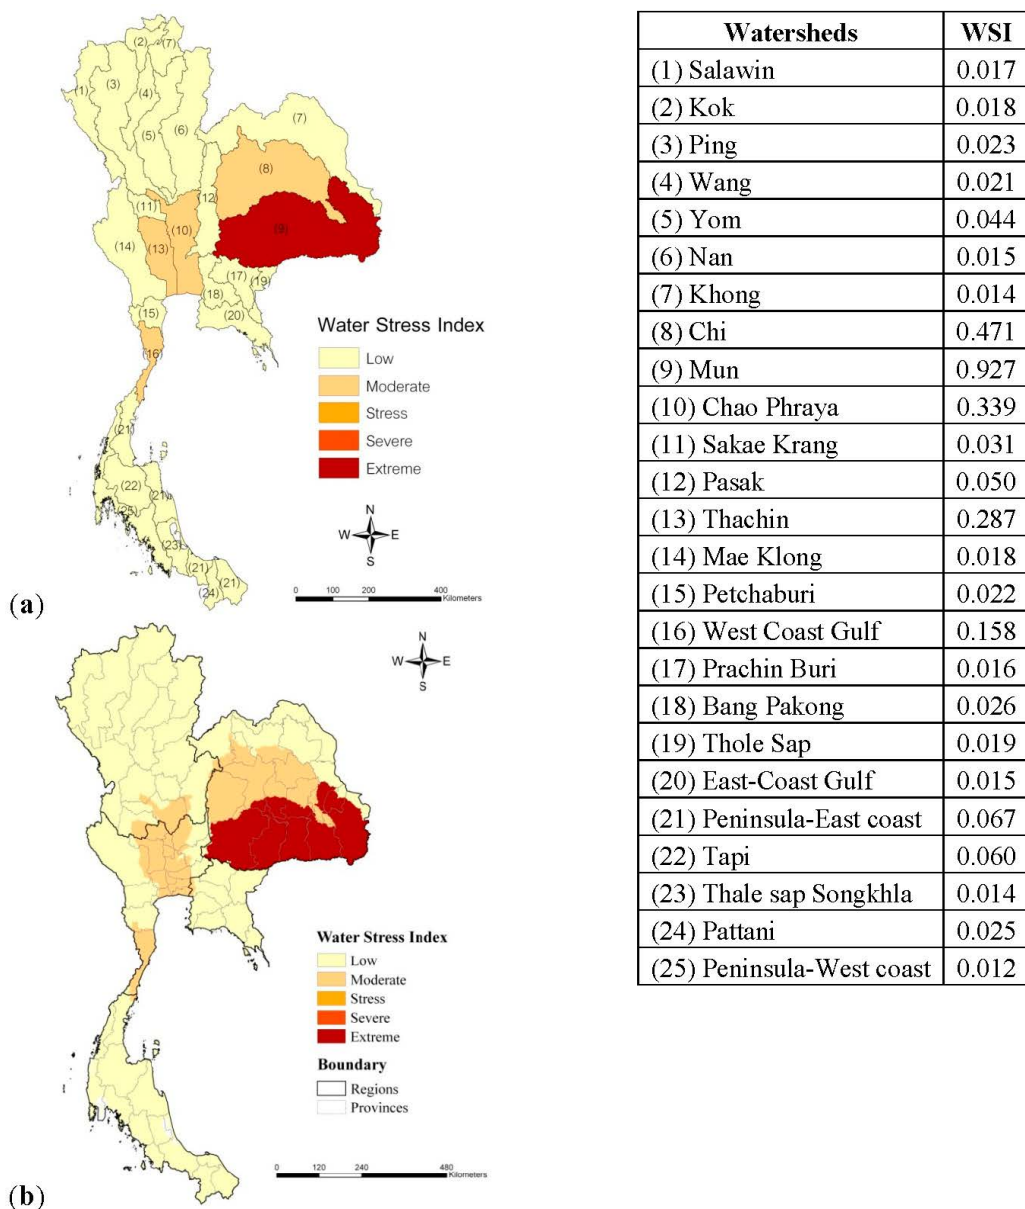 (2)
(7)
(1)
(3)
(4)
(5)
(6)
(7)
(8)
(12)
(11)
(10)
(9)
(14)
(13)
(17)
(19)
(18)
(15)
(20)
(16)
(21)
(22)
(21)
(25)
(23)
(21)
(21)
(24)
Water Stress Index
Low
Moderate
Stress
Severe
Extreme
N
W E
S
0 100 200 400
Kilometers
(a)
N
W E
S
Water Stress Index
Low
Moderate
Stress
Severe
Extreme
Boundary
Regions
Provinces
0 120 240 480
Kilometers
(b)
Watersheds WSI
(1) Salawin 0.017
(2) Kok 0.018
(3) Ping 0.023
(4) Wang 0.021
(5) Yom 0.044
(6) Nan 0.015
(7) Khong 0.014
(8) Chi 0.471
(9) Mun 0.927
(10) Chao Phraya 0.339
(11) Sakae Krang 0.031
(12) Pasak 0.050
(13) Thachin 0.287
(14) Mae Klong 0.018
(15) Petchaburi 0.022
(16) West Coast Gulf 0.158
(17) Prachin Buri 0.016
(18) Bang Pakong 0.026
(19) Thole Sap 0.019
(20) East-Coast Gulf 0.015
(21) Peninsula-East coast 0.067
(22) Tapi 0.060
(23) Thale sap Songkhla 0.014
(24) Pattani 0.025
(25) Peninsula-West coast 0.012